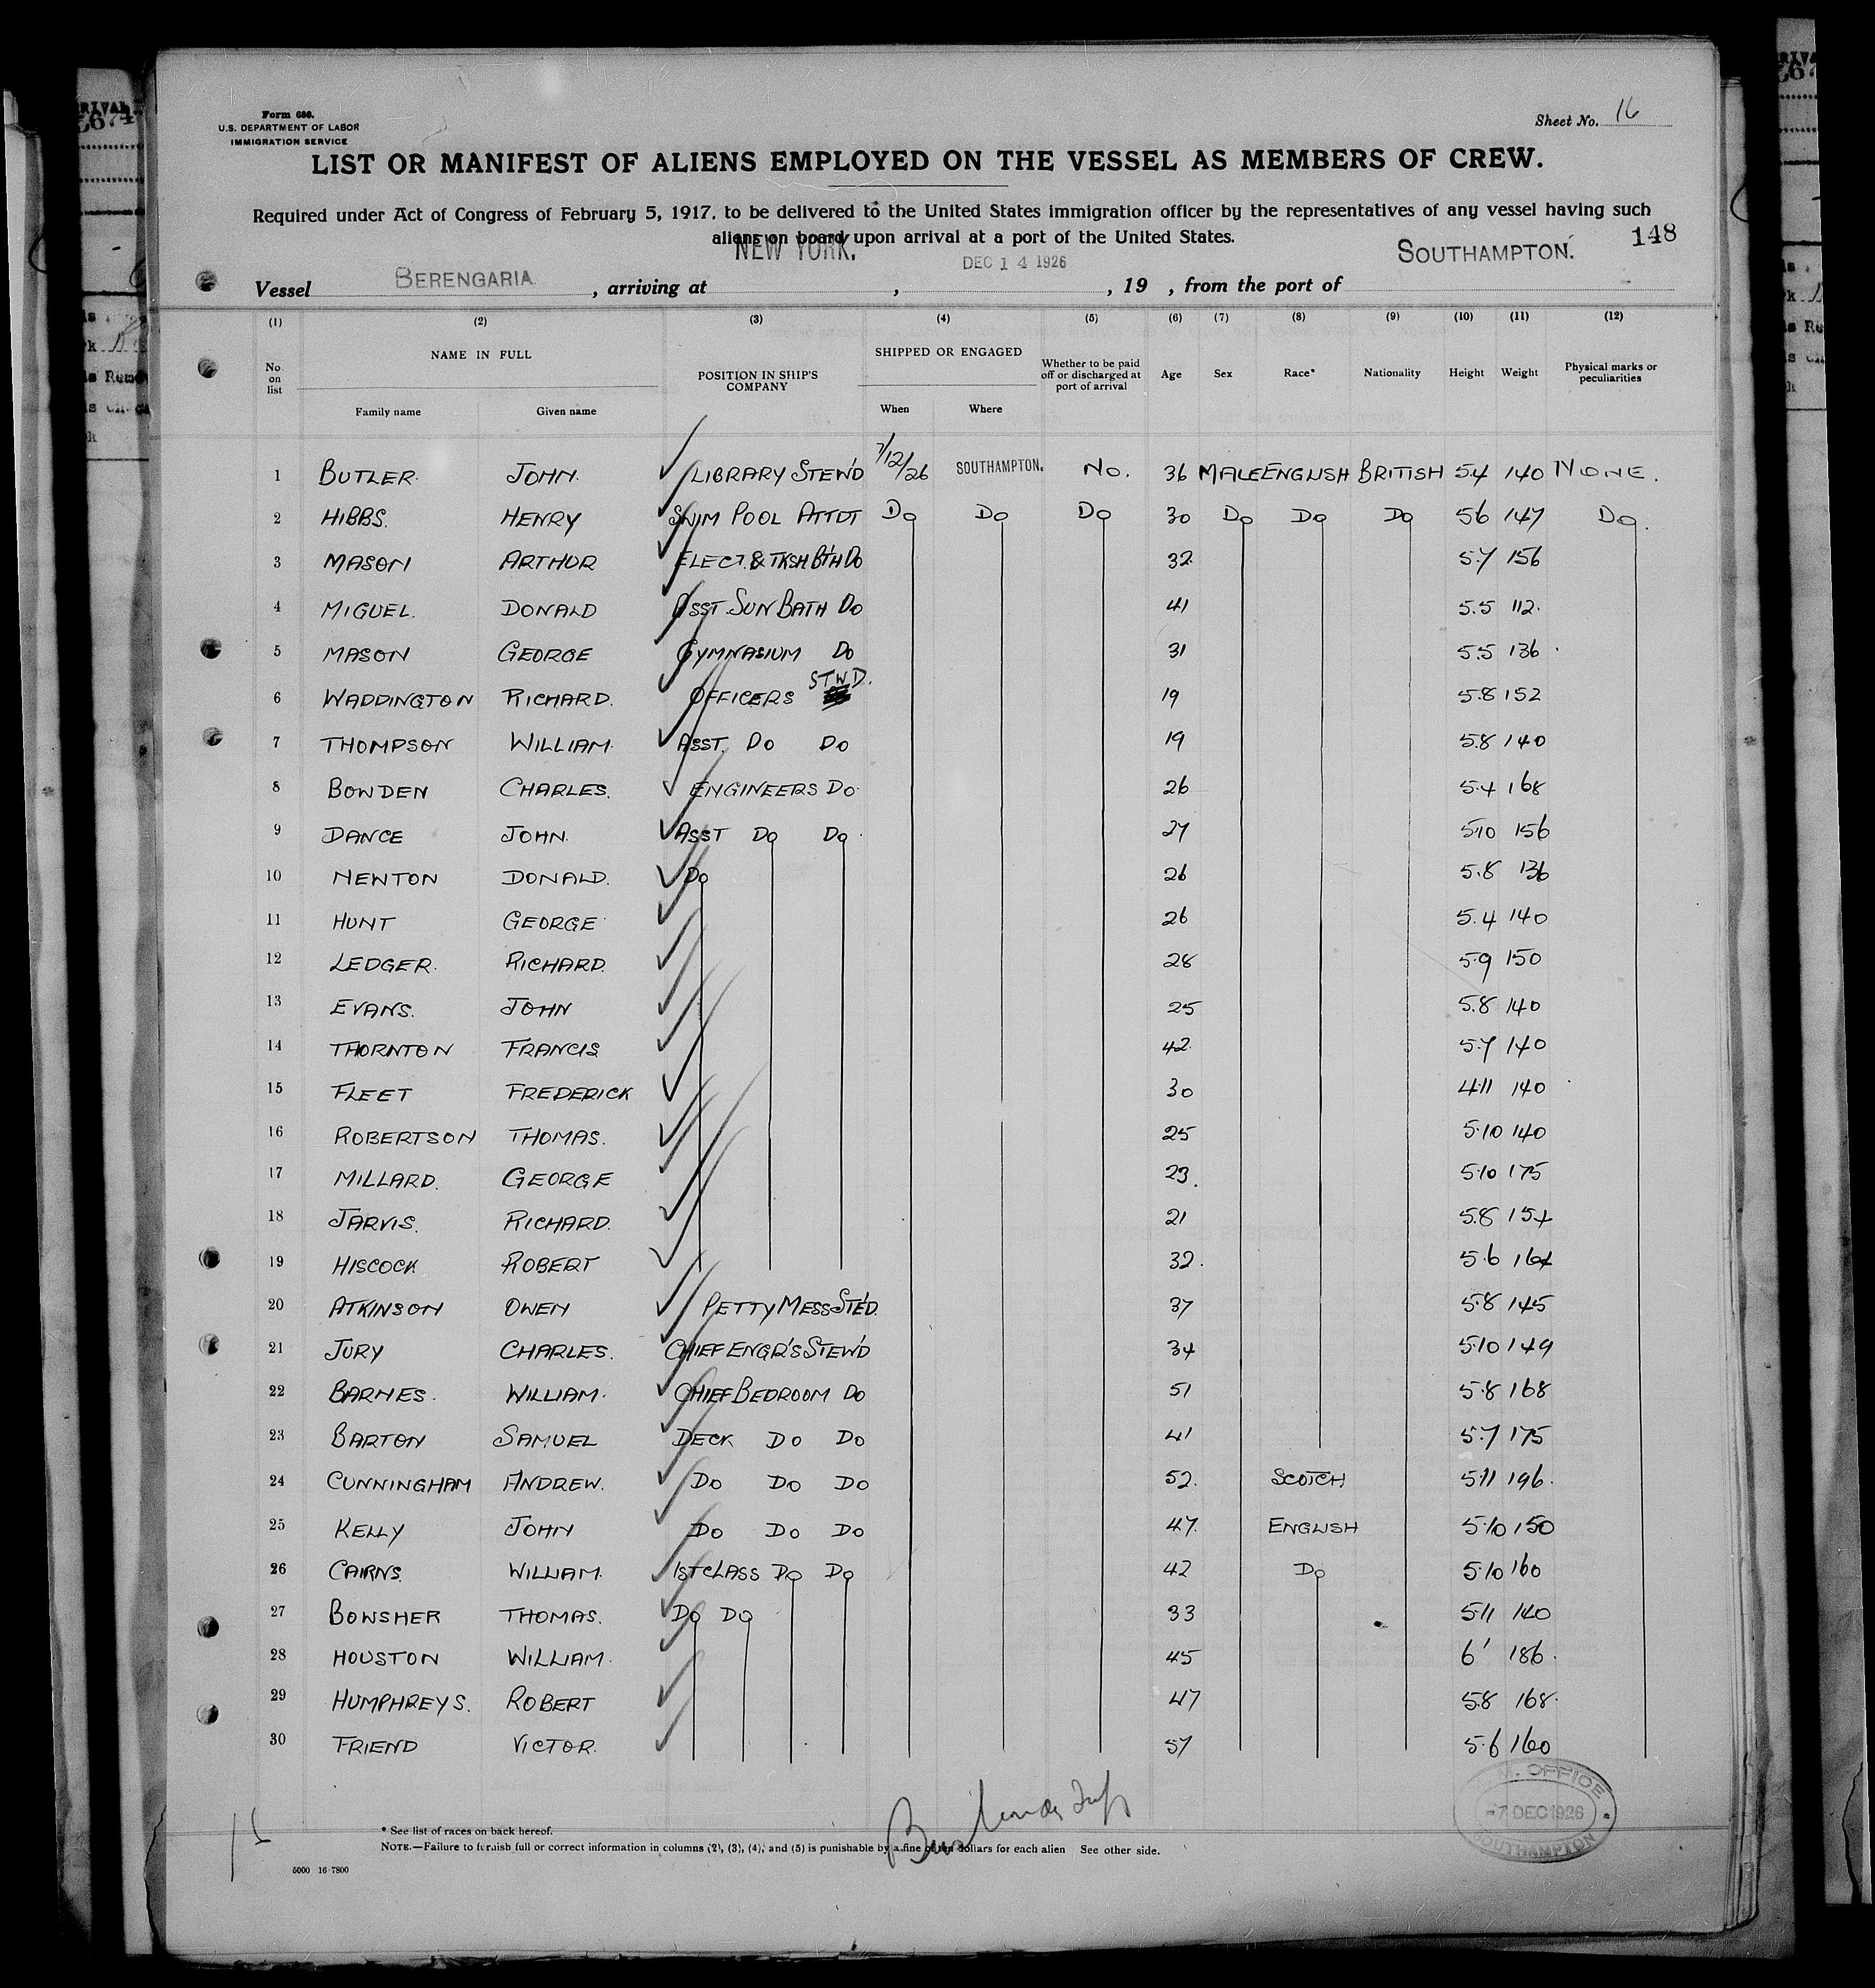 Form 686.
U.S. DEPARTMENT OF LABOR
IMMIGRATION SERVICE
Sheet No. 16
LIST OR MANIFEST OF ALIENS EMPLOYED ON THE VESSEL AS MEMBERS OF CREW.
Required under Act of Congress of February 5, 1917, to be delivered to the United States immigration officer by the representatives of any vessel having such
aliens on board upon arrival at a port of the United States.
148
Vessel BERENGARIA, arriving at NEW YORK, DEC 14 1926, 19 , from the port of SOUTHAMPTON.
(1) (2) (3) (4) (5) (6) (7) (8) (9) (10) (11) (12)
No. on list NAME IN FULL Family name Given name POSITION IN SHIP'S COMPANY SHIPPED OR ENGAGED When Where Whether to be paid off or discharged at port of arrival Age Sex Race* Nationality Height Weight Physical marks or peculiarities
1 BUTLER. JOHN. LIBRARY STEW'D 7/12/26 SOUTHAMPTON. NO. 36 MALE ENGLISH BRITISH 5.4 140 NONE.
2 HIBBS. HENRY SWIM POOL ATTDT DO DO DO 30 DO DO DO 5.6 147 DO.
3 MASON ARTHUR ELECT. & TKSH B'TH DO 32 5.7 156
4 MIGUEL. DONALD ASST SUN BATH DO 41 5.5 112.
5 MASON GEORGE GYMNASIUM DO 31 5.5 136
6 WADDINGTON RICHARD. OFFICERS STWD. 19 5.8 152
7 THOMPSON WILLIAM. ASST. DO DO 19 5.8 140
8 BOWDEN CHARLES. ENGINEERS DO 26 5.4 168
9 DANCE JOHN. ASST DO DO 27 5.10 156
10 NEWTON DONALD. DO 26 5.8 136
11 HUNT GEORGE 26 5.4 140
12 LEDGER. RICHARD. 28 5.9 150
13 EVANS. JOHN 25 5.8 140
14 THORNTON FRANCIS 42 5.7 140
15 FLEET FREDERICK 30 4.11 140
16 ROBERTSON THOMAS. 25 5.10 140
17 MILLARD. GEORGE 23. 5.10 175
18 JARVIS. RICHARD. 21 5.8 154
19 HISCOCK ROBERT 32. 5.6 164
20 ATKINSON OWEN PETTY MESS STE'D. 37 5.8 145
21 JURY CHARLES. CHIEF ENGR'S STEW'D 34 5.10 149
22 BARNES. WILLIAM. CHIEF BEDROOM DO 51 5.8 168
23 BARTON SAMUEL DECK DO DO 41 5.7 175
24 CUNNINGHAM ANDREW. DO DO DO 52. SCOTCH 5.11 196.
25 KELLY JOHN DO DO DO 47. ENGLISH 5.10 150
26 CAIRNS. WILLIAM. 1ST CLASS DO DO 42 DO 5.10 160
27 BOWSHER THOMAS. DO DO 33 5.11 140
28 HOUSTON WILLIAM. 45 6' 186.
29 HUMPHREYS. ROBERT 47 5.8 168.
30 FRIEND VICTOR. 57 5.6 160
OFFICE
7 DEC 1926
SOUTHAMPTON
* See list of races on back hereof.
NOTE.—Failure to furnish full or correct information in columns (2), (3), (4), and (5) is punishable by a fine of ten dollars for each alien See other side.
5000 16-7800